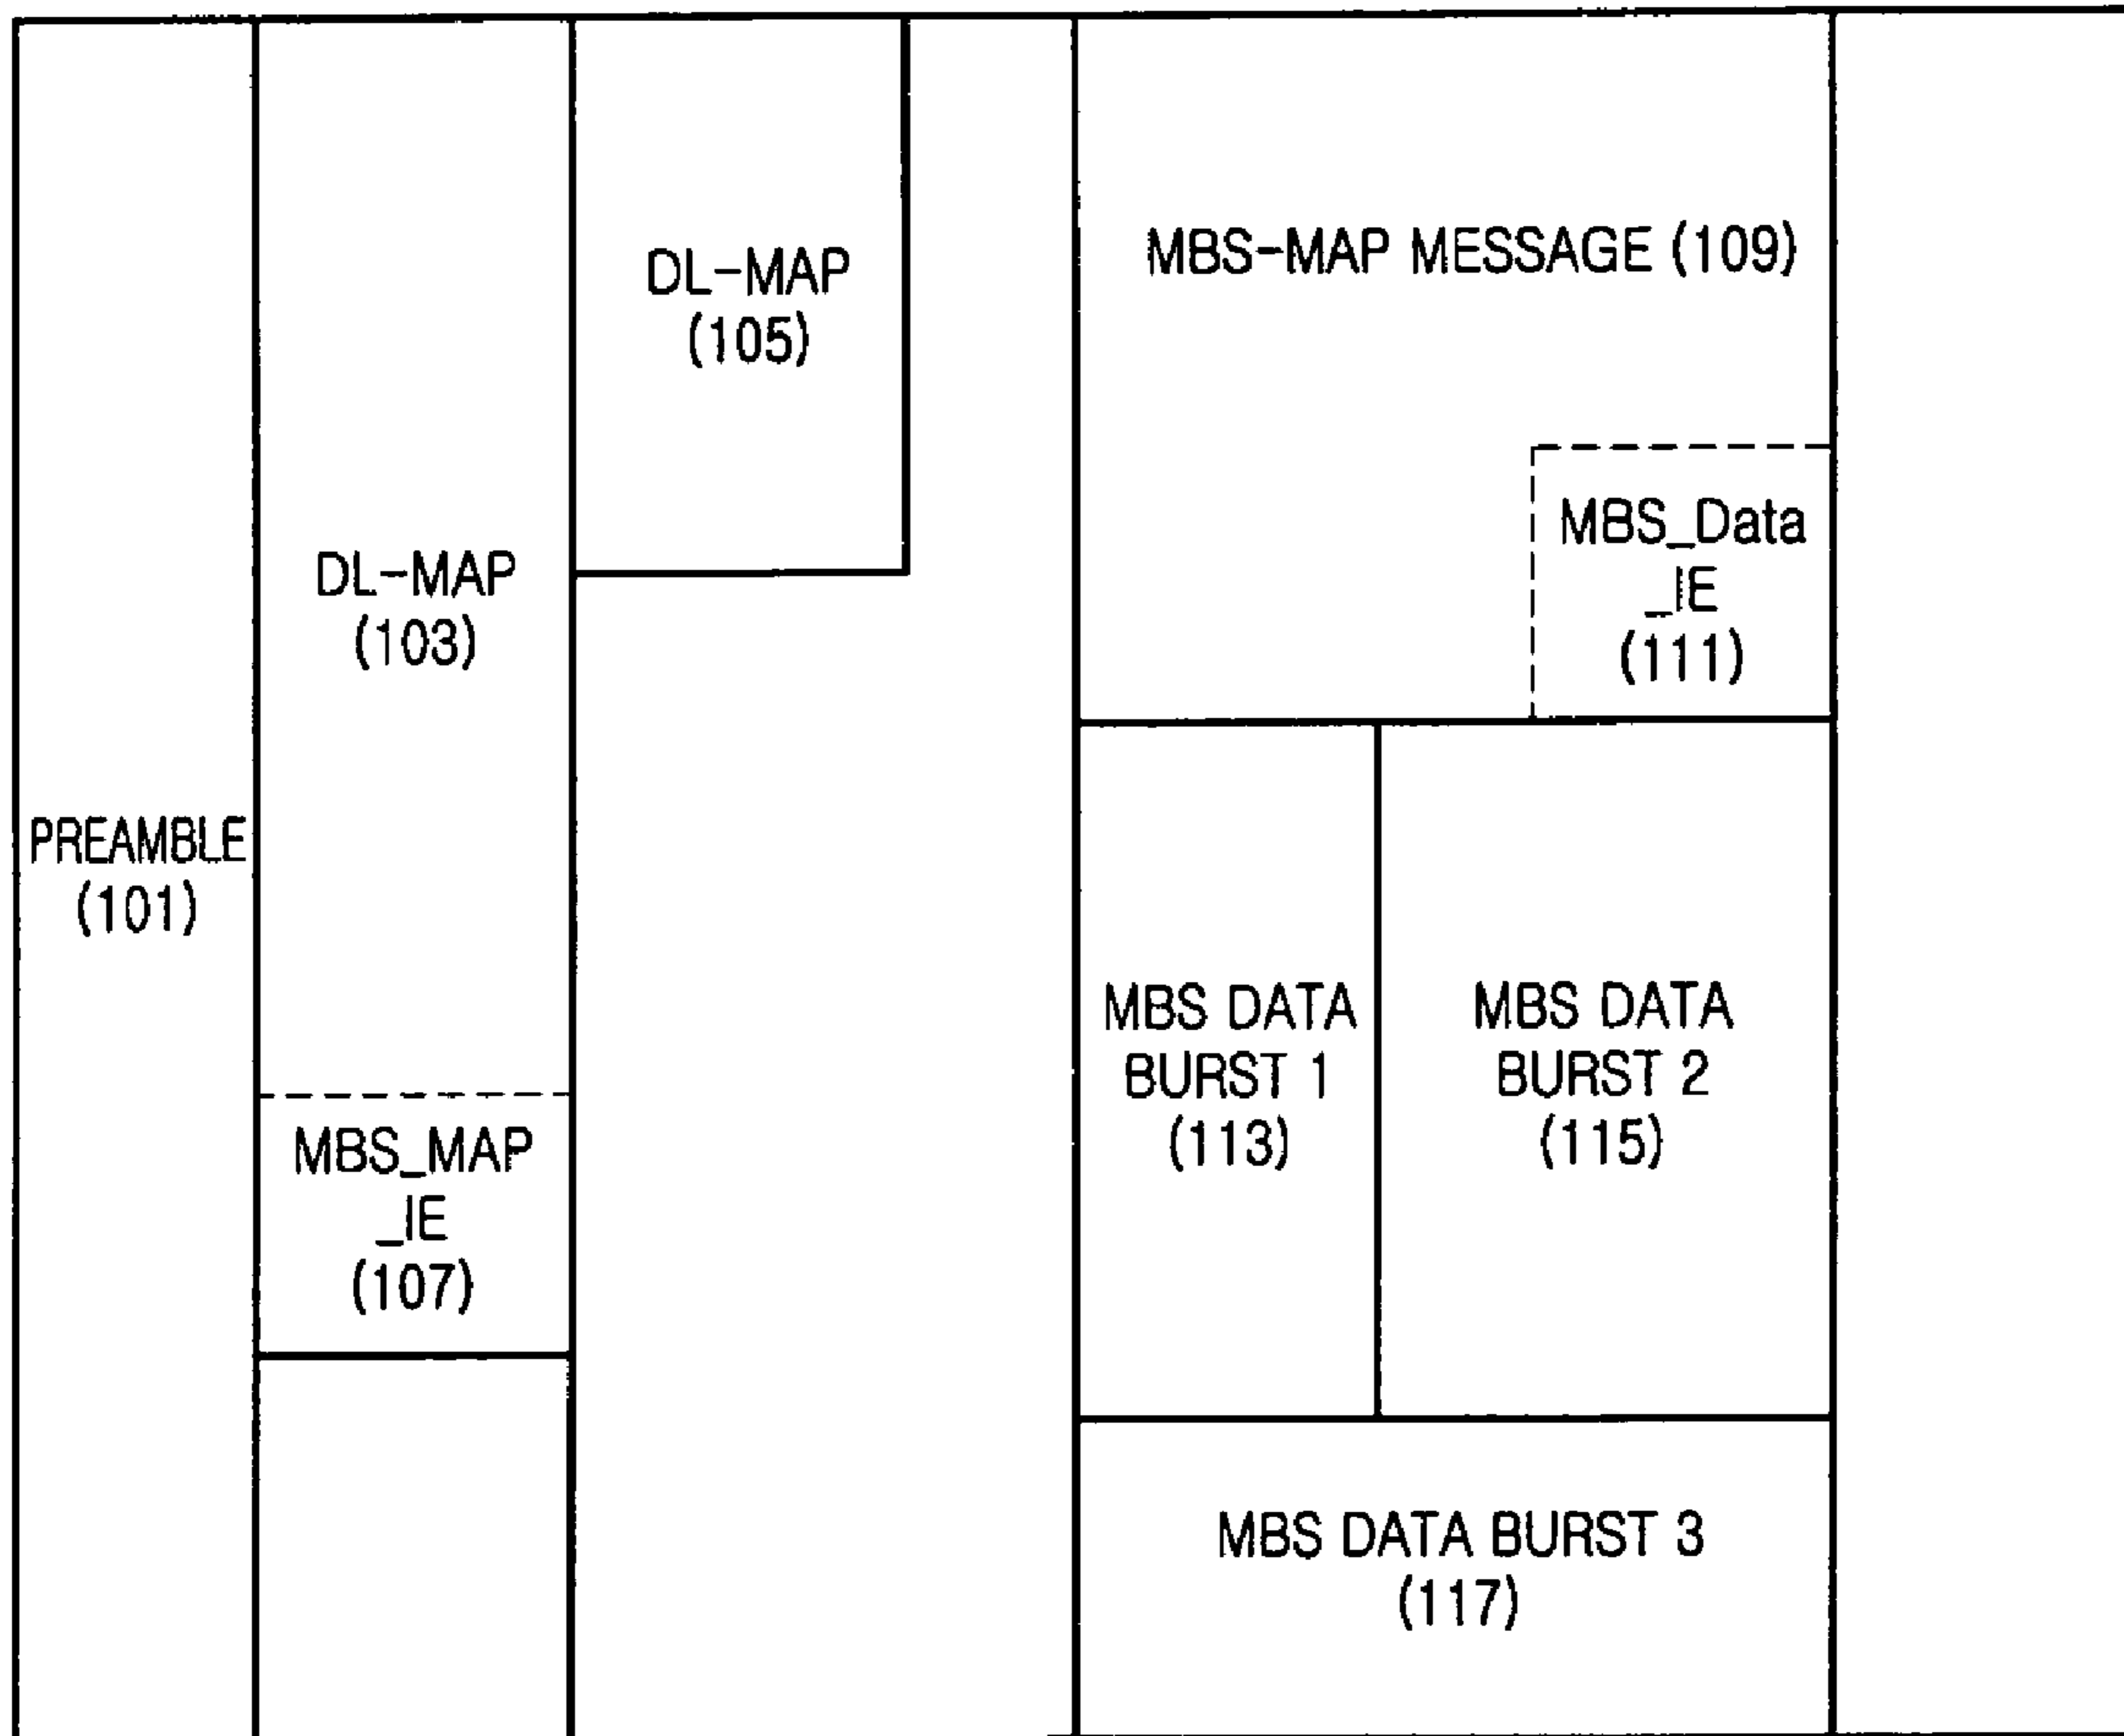 PREAMBLE
(101)
DL-MAP
(103)
MBS_MAP
_IE
(107)
DL-MAP
(105)
MBS-MAP MESSAGE (109)
MBS_Data
_IE
(111)
MBS DATA
BURST 1
(113)
MBS DATA
BURST 2
(115)
MBS DATA BURST 3
(117)